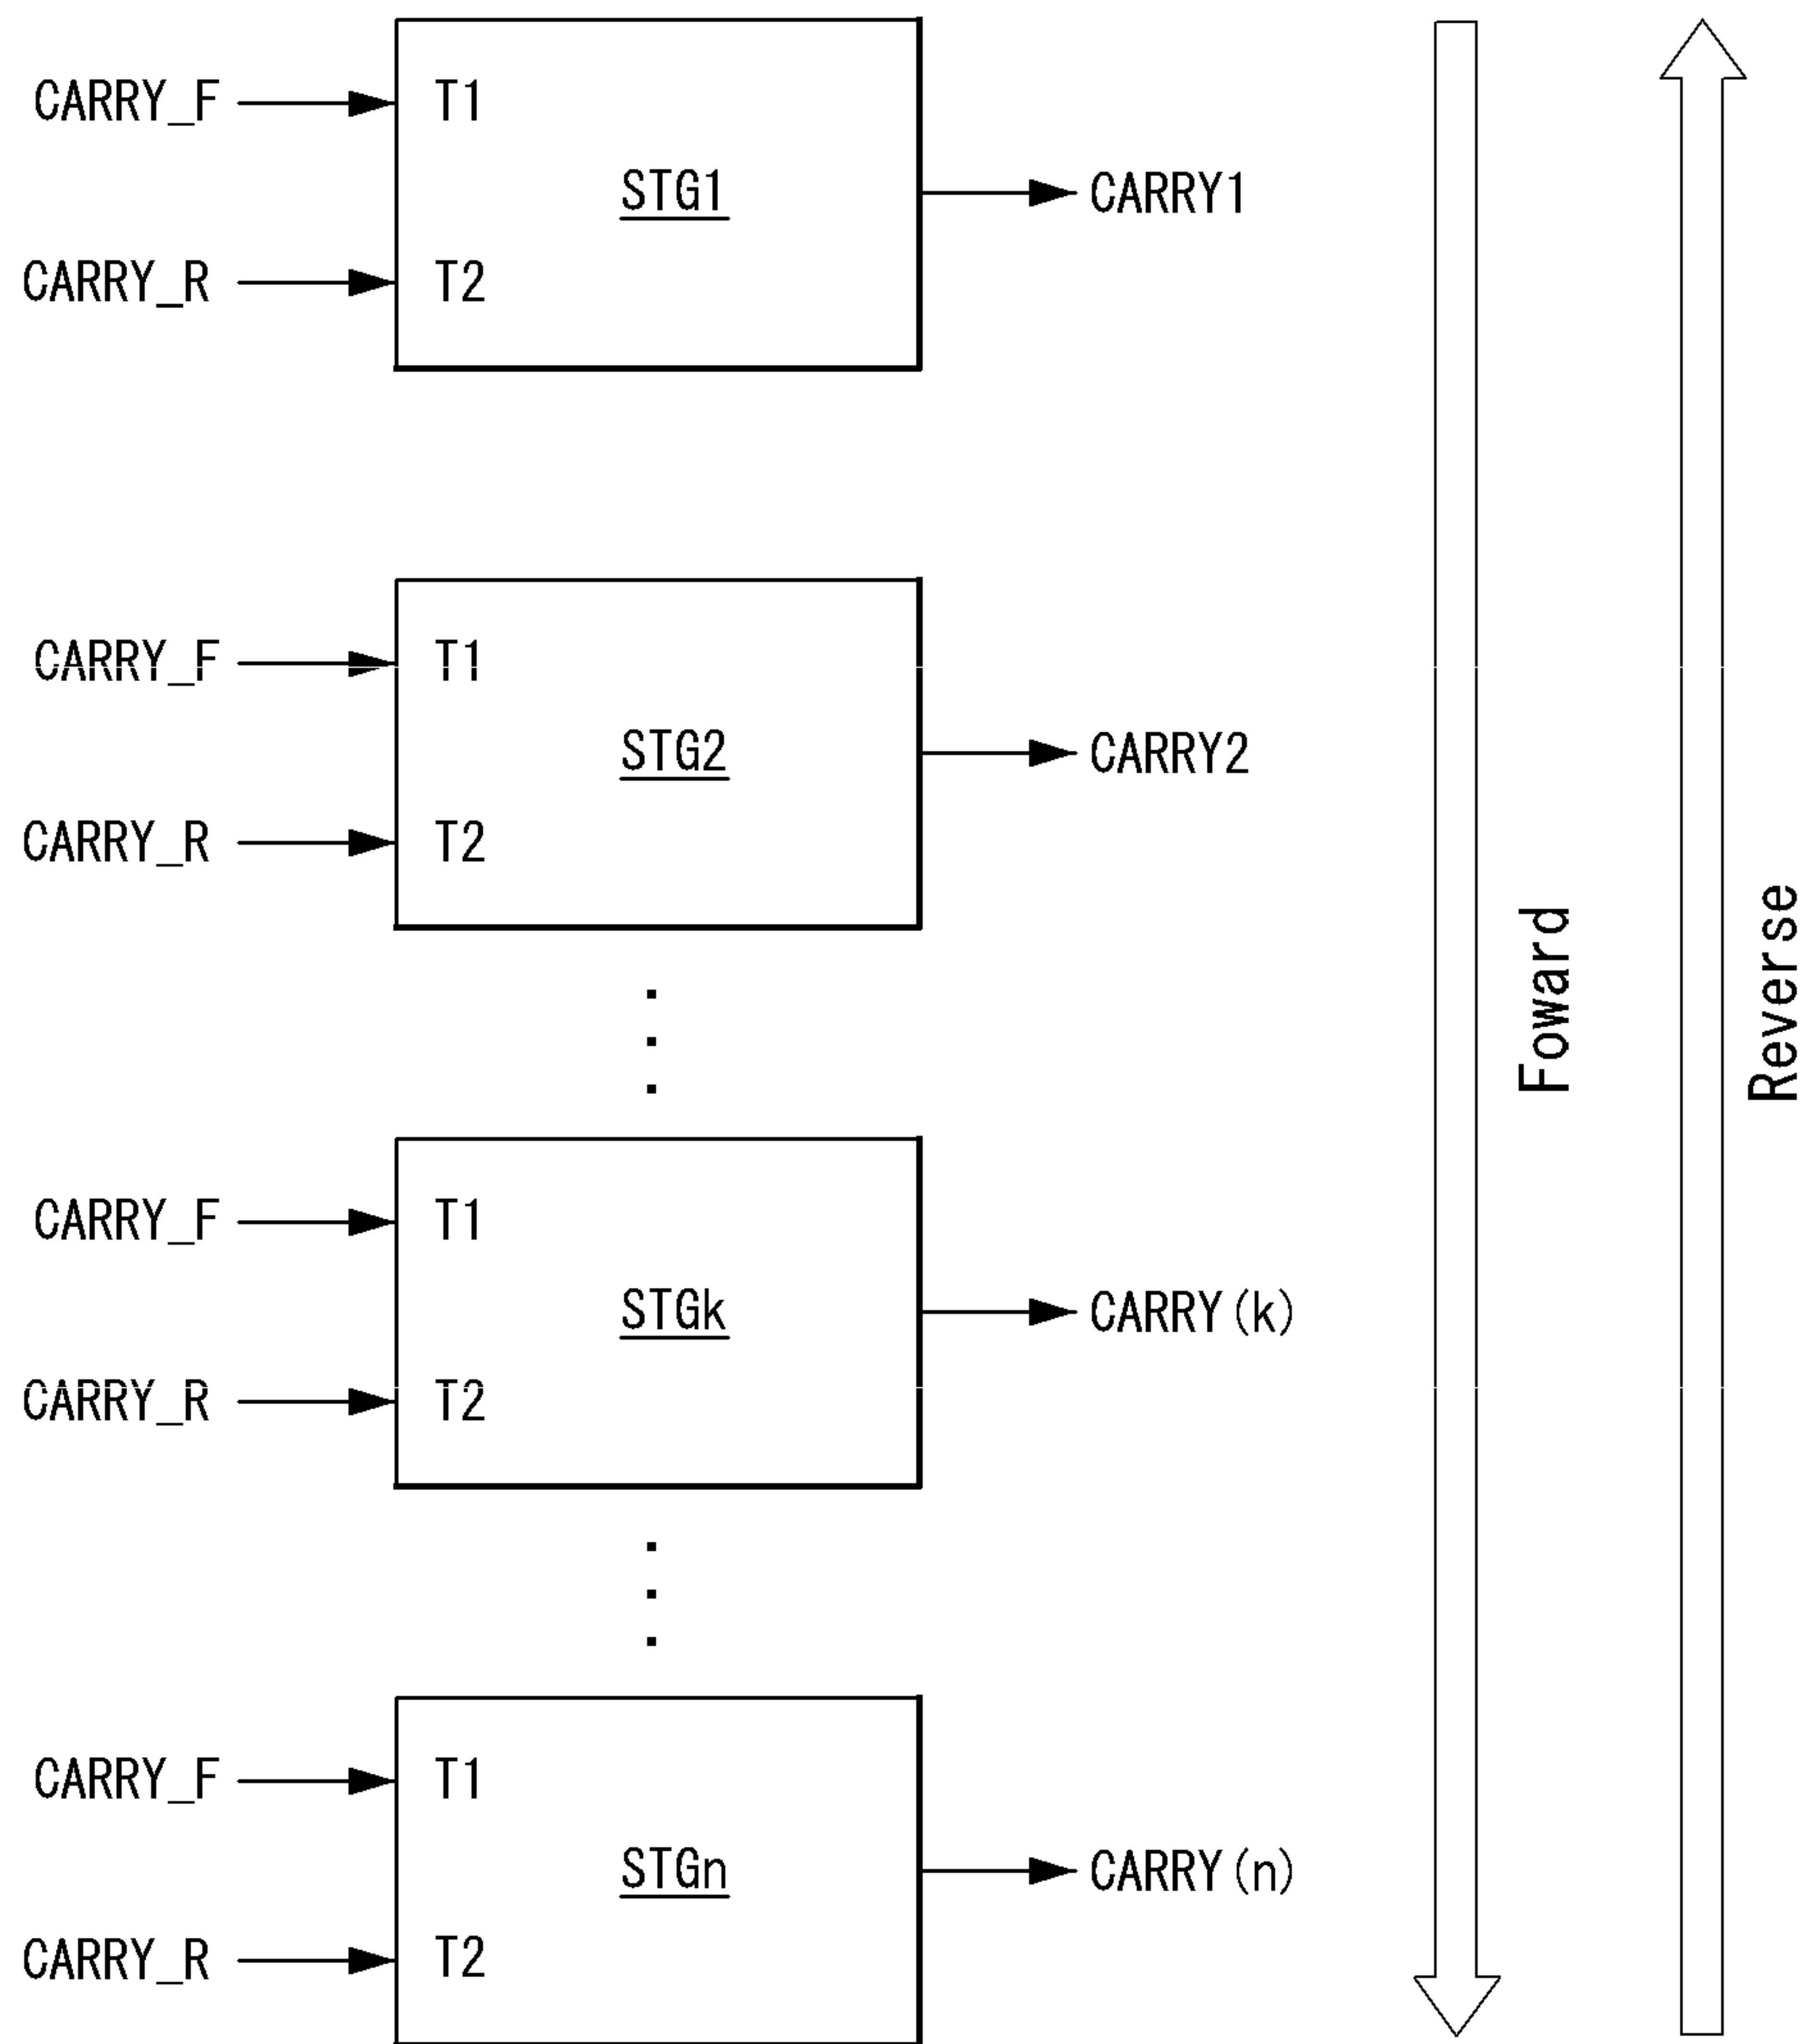 CARRY_F
T1
STG1
CARRY1
CARRY_R
T2
CARRY_F
T1
STG2
CARRY2
CARRY_R
T2
CARRY_F
T1
STGk
CARRY(k)
CARRY_R
T2
CARRY_F
T1
STGn
CARRY(n)
CARRY_R
T2
Foward
Reverse